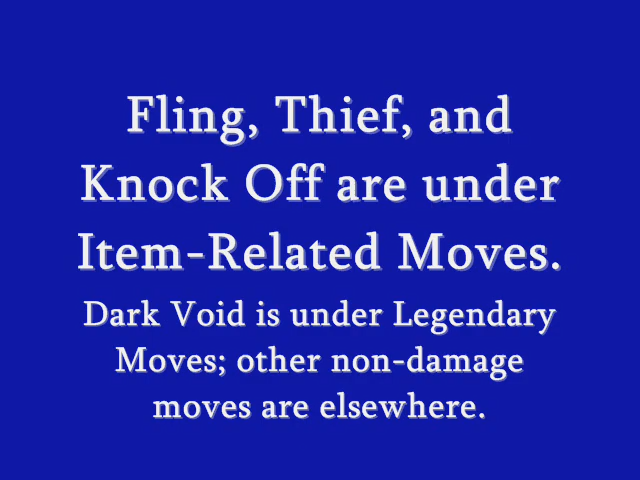 Fling, Thief, and
Knock Off are under
Item-Related Moves.
Dark Void is under Legendary
Moves; other non-damage
moves are elsewhere.